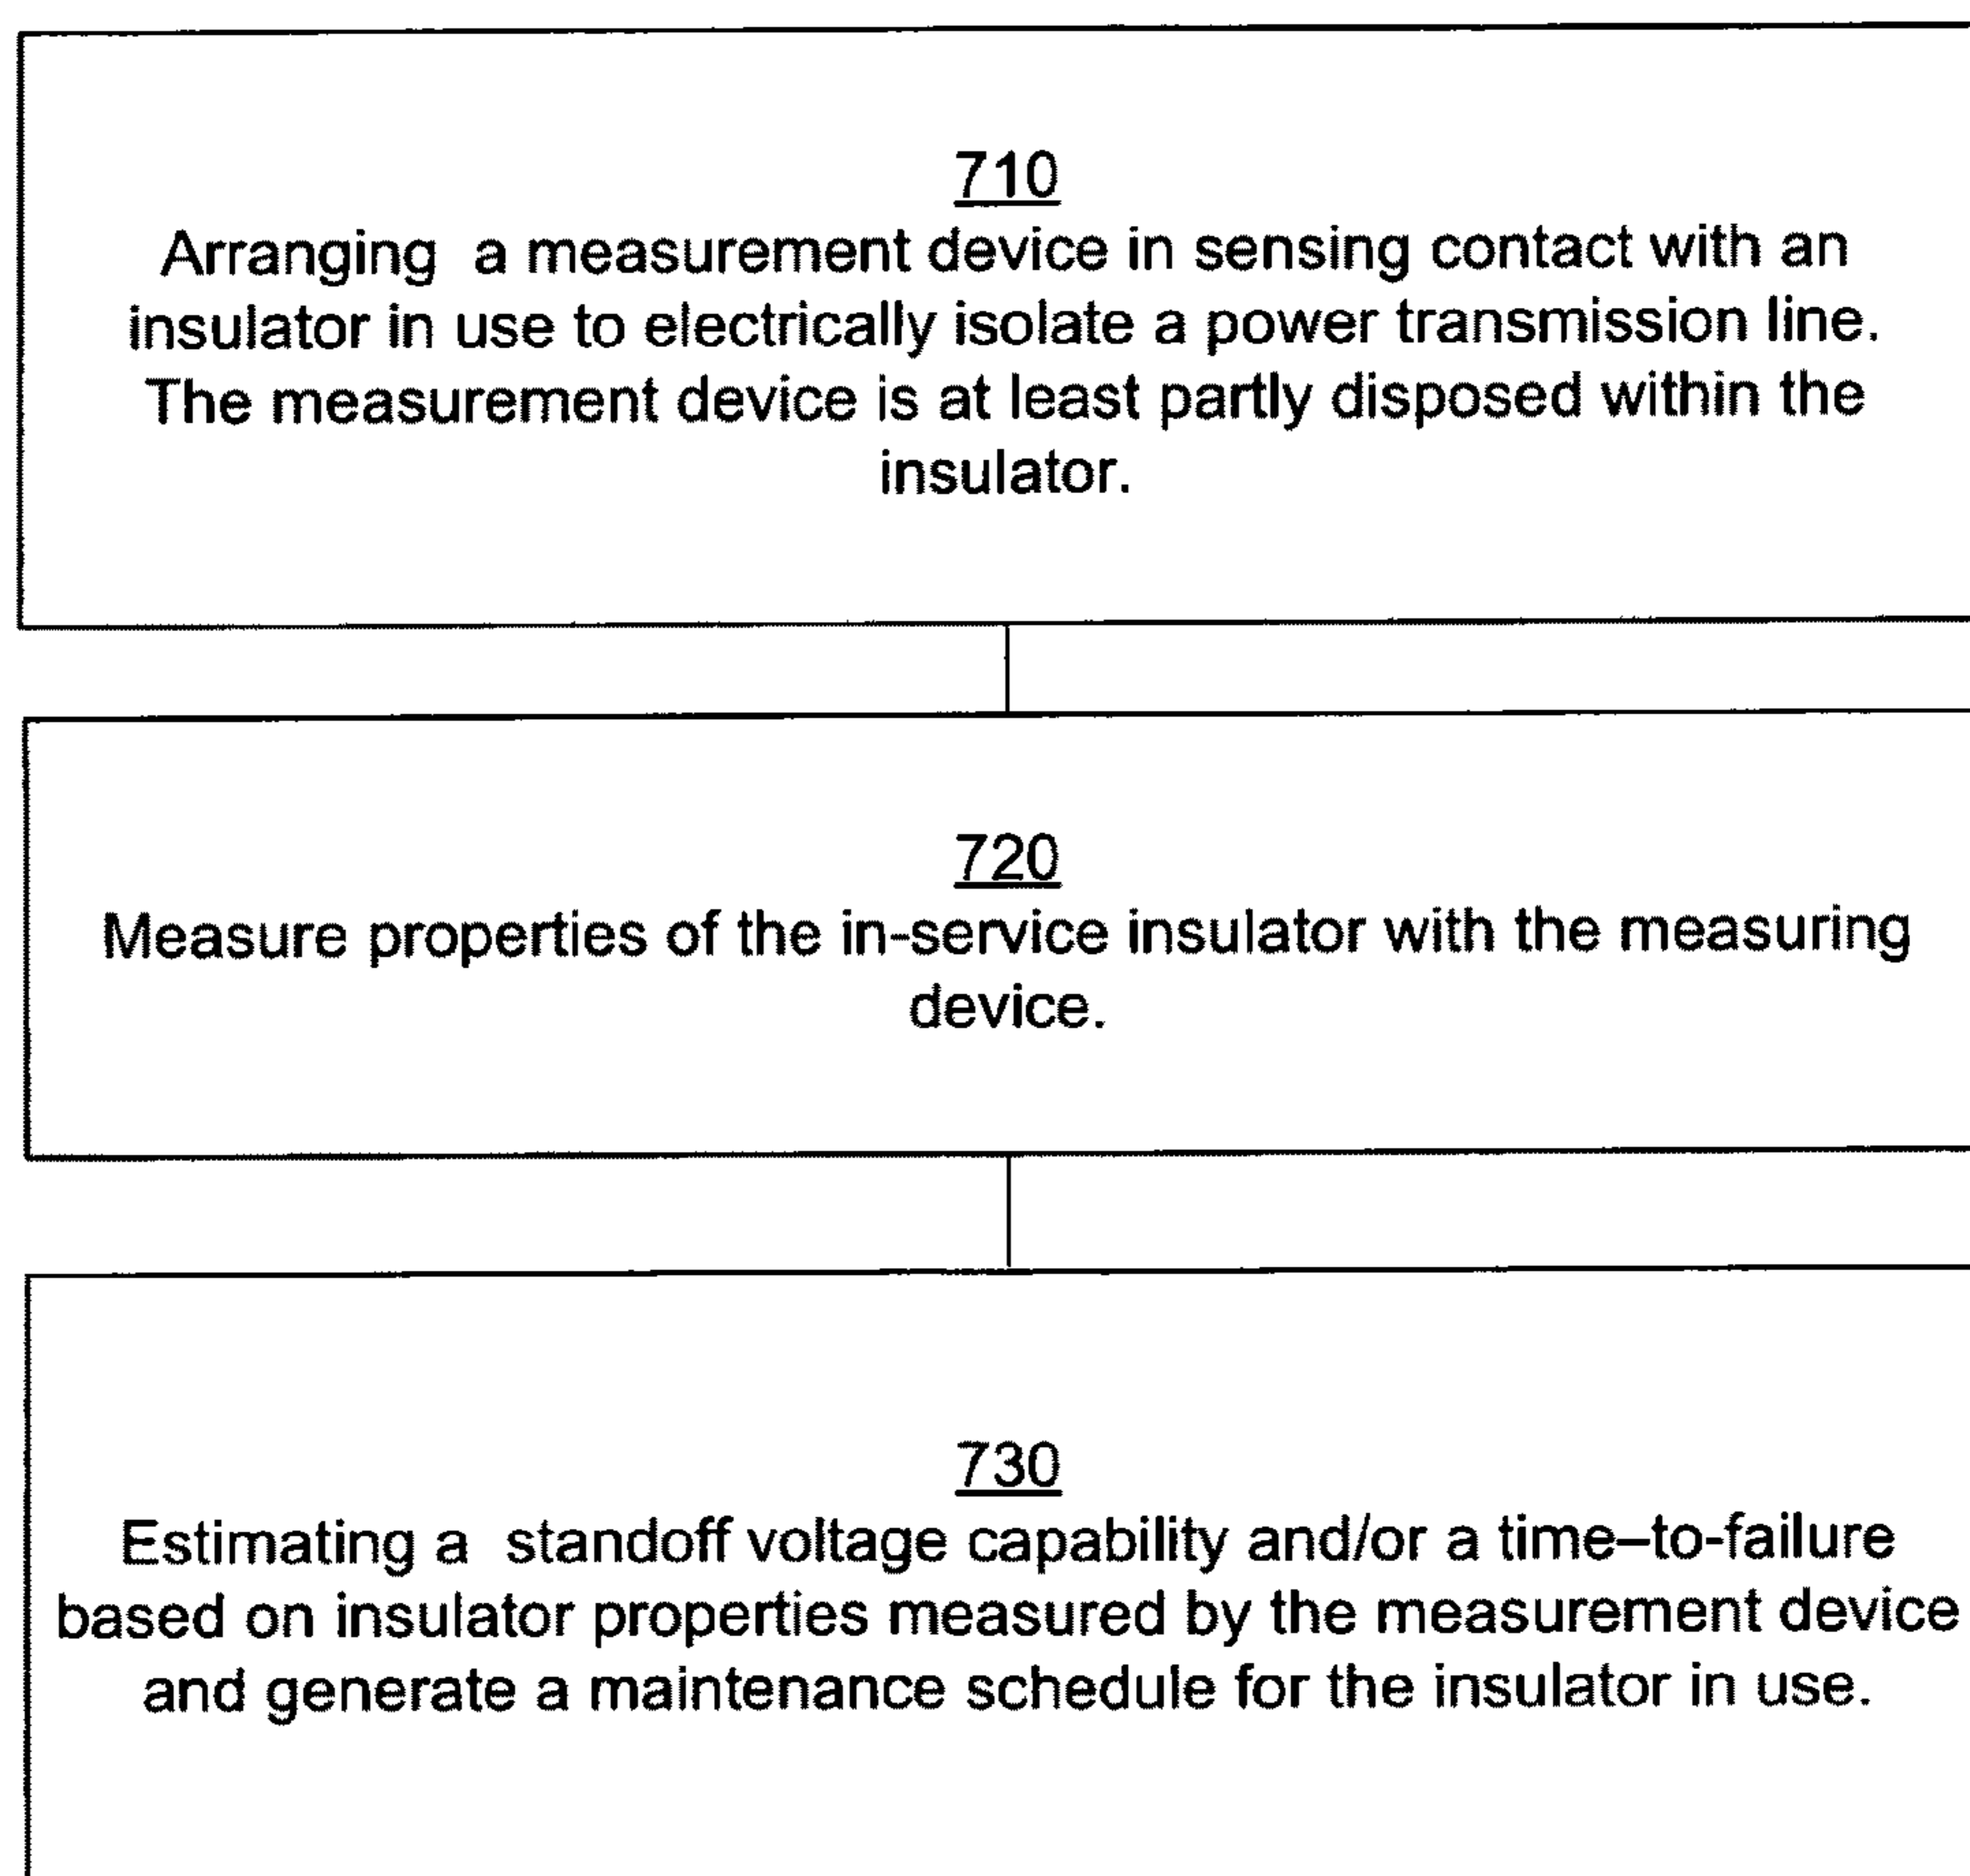 710
Arranging a measurement device in sensing contact with an
insulator in use to electrically isolate a power transmission line.
The measurement device is at least partly disposed within the
insulator.
720
Measure properties of the in-service insulator with the measuring
device.
730
Estimating a standoff voltage capability and/or a time–to-failure
based on insulator properties measured by the measurement device
and generate a maintenance schedule for the insulator in use.